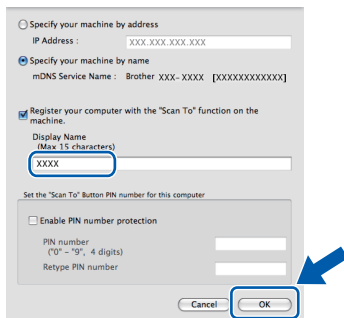 Specify your machine by address
IP Address : XXX.XXX.XXX.XXX
Specify your machine by name
mDNS Service Name : Brother XXX-XXXX [XXXXXXXXXXXX]
Register your computer with the "Scan To" function on the
machine.
Display Name
(Max 15 characters)
XXXX
Set the "Scan To" Button PIN number for this computer
Enable PIN number protection
PIN number
("0" – "9", 4 digits)
Retype PIN number
Cancel OK